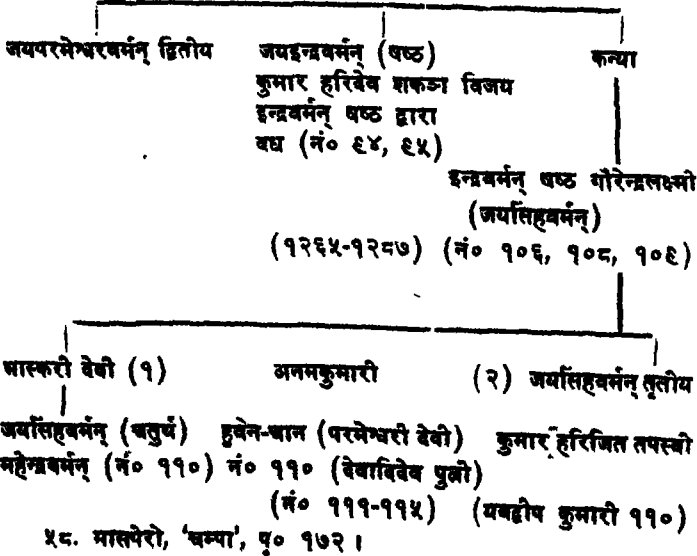 जयपरमेश्वरवर्मन् द्वितीय जयइन्द्रवर्मन् (षष्ठ) कन्या
कुमार हरिदेव शकङा विजय
इन्द्रवर्मन् षष्ठ द्वारा
वध (नं० ६४, ६५)
इन्द्रवर्मन् षष्ठ गौरेन्द्रलक्ष्मी
(जयसिंहवर्मन्)
(१२६५-१२८७) (नं० १०६, १०८, १०६)
भास्करी देवी (१) अनमकुमारी (२) जयसिंहवर्मन् तृतीय
जयसिंहवर्मन् (चतुर्थ) हुवेन-चान (परमेश्वरी देवी) कुमार हरिजित तपस्वी
महेन्द्रवर्मन् (नं० ११०) नं० ११० (देवादिदेव पुत्री)
(नं० १११-११५) (यवद्वीप कुमारी ११०)
५८. मासपेरो, 'चम्पा', पृ० १७२ ।